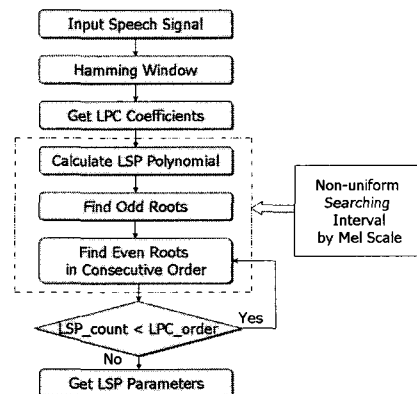 Input Speech Signal
Hamming Window
Get LPC Coefficients
Calculate LSP Polynomial
Find Odd Roots
Find Even Roots
in Consecutive Order
Non-uniform
Searching
Interval
by Mel Scale
LSP_count < LPC_order
Yes
No
Get LSP Parameters